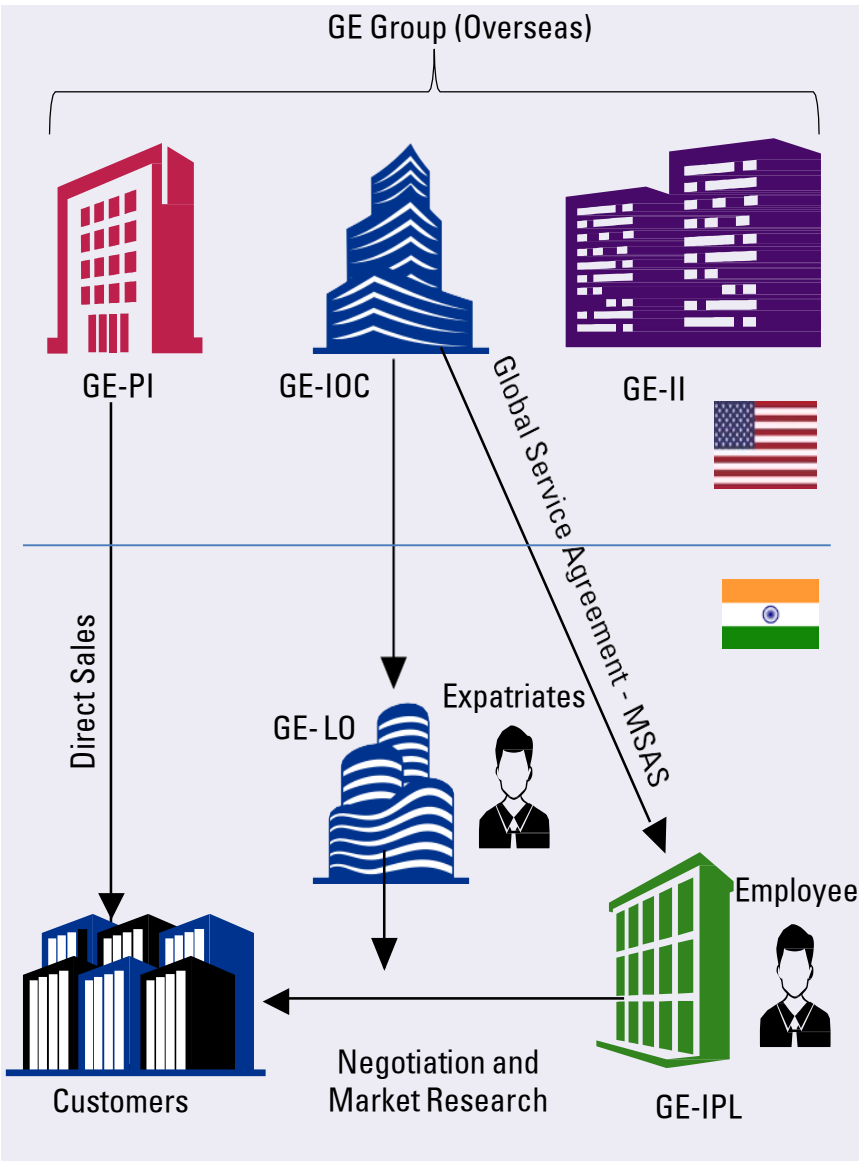 GE Group (Overseas)
GE-PI
GE-IOC
GE-II
Global Service Agreement - MSAS
Direct Sales
Expatriates
GE- LO
Employee
Negotiation and
Market Research
Customers
GE-IPL